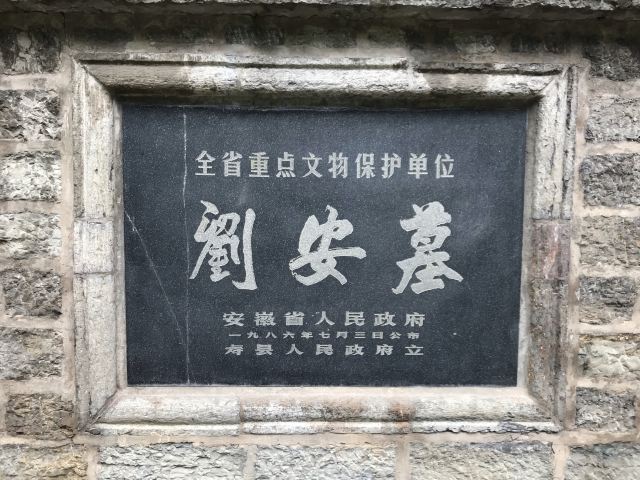 全省重点文物保护单位
劉安墓
安徽省人民政府
一九八六年七月三日公布
寿县人民政府立